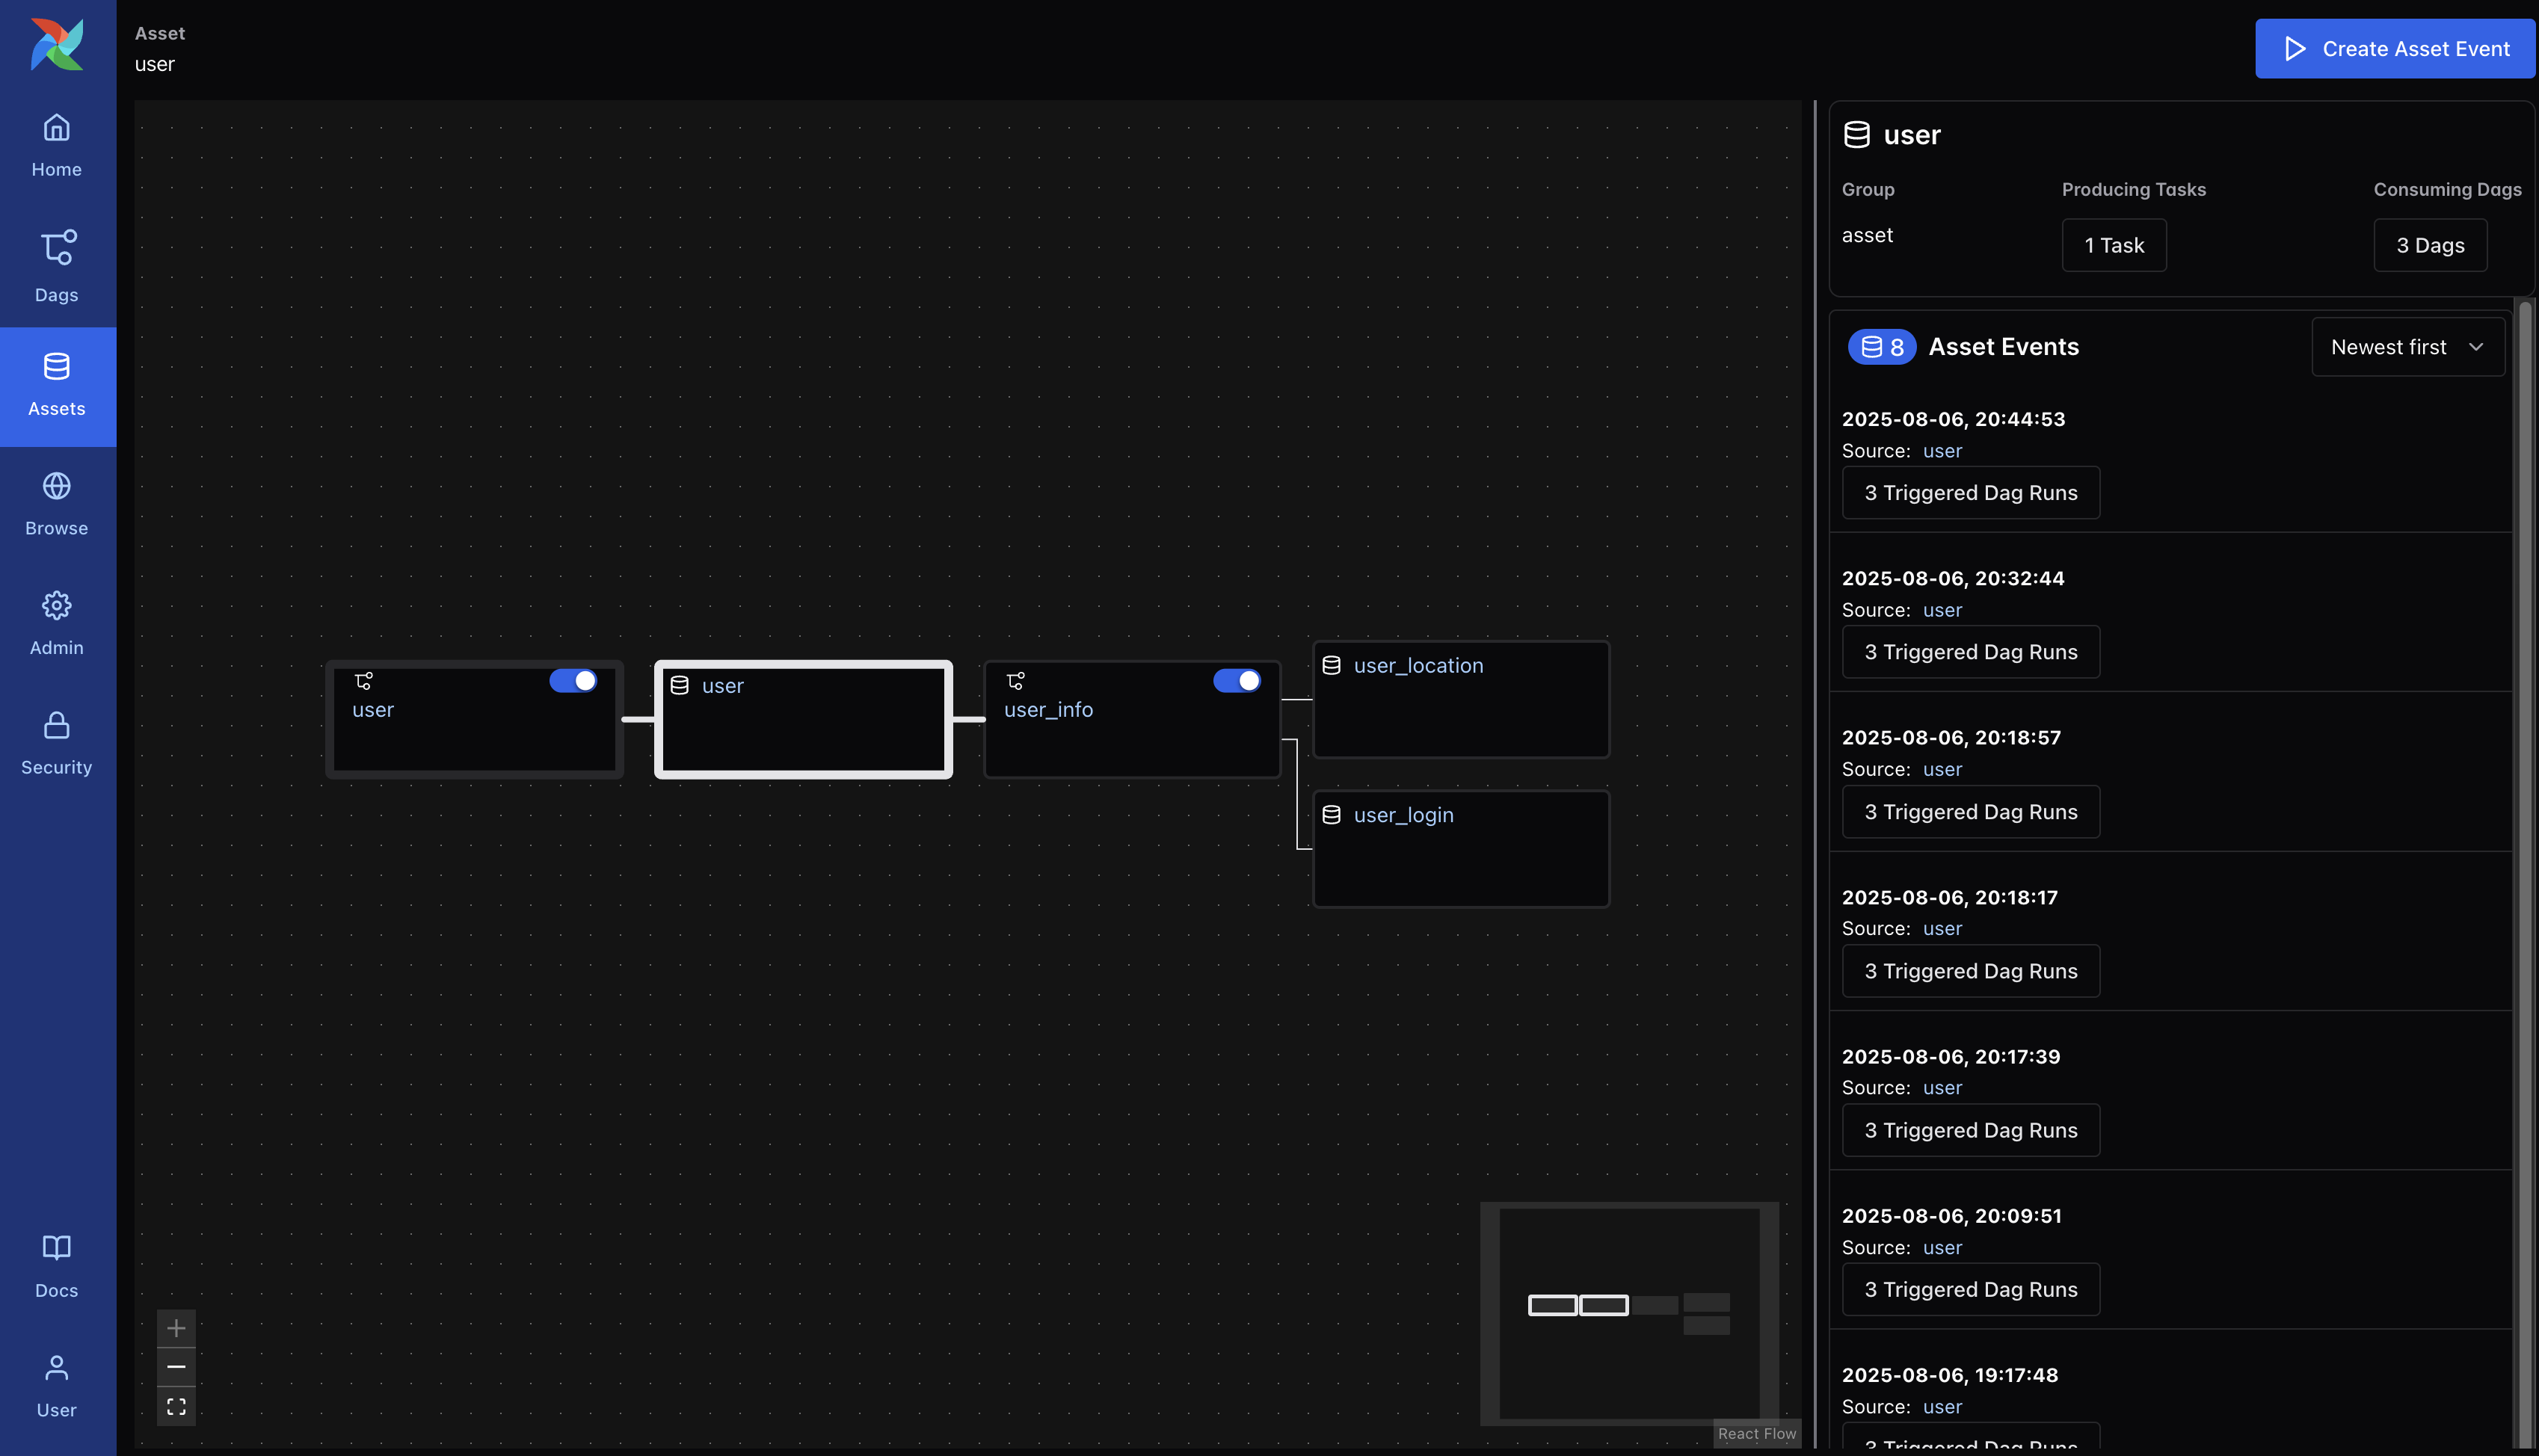 Asset
user
Create Asset Event
Home
Dags
Assets
Browse
Admin
Security
Docs
User
user
user
user_info
user_location
user_login
React Flow
user
Group
Producing Tasks
Consuming Dags
asset
1 Task
3 Dags
8 Asset Events
Newest first
2025-08-06, 20:44:53
Source: user
3 Triggered Dag Runs
2025-08-06, 20:32:44
Source: user
3 Triggered Dag Runs
2025-08-06, 20:18:57
Source: user
3 Triggered Dag Runs
2025-08-06, 20:18:17
Source: user
3 Triggered Dag Runs
2025-08-06, 20:17:39
Source: user
3 Triggered Dag Runs
2025-08-06, 20:09:51
Source: user
3 Triggered Dag Runs
2025-08-06, 19:17:48
Source: user
3 Triggered Dag Runs